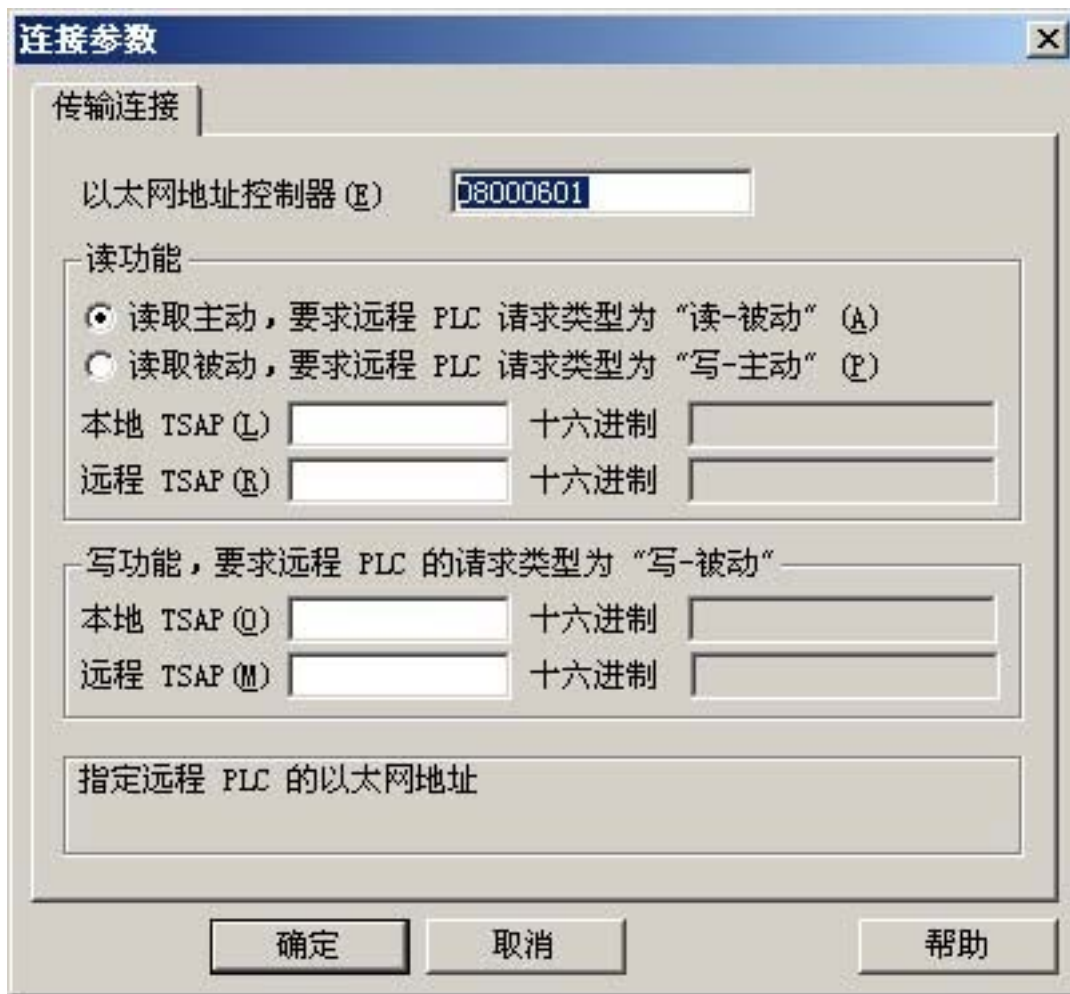 连接参数
传输连接
以太网地址控制器(E) 08000601
读功能
读取主动，要求远程 PLC 请求类型为 "读-被动" (A)
读取被动，要求远程 PLC 请求类型为 "写-主动" (P)
本地 TSAP(L) 十六进制
远程 TSAP(R) 十六进制
写功能，要求远程 PLC 的请求类型为 "写-被动"
本地 TSAP(O) 十六进制
远程 TSAP(M) 十六进制
指定远程 PLC 的以太网地址
确定 取消 帮助